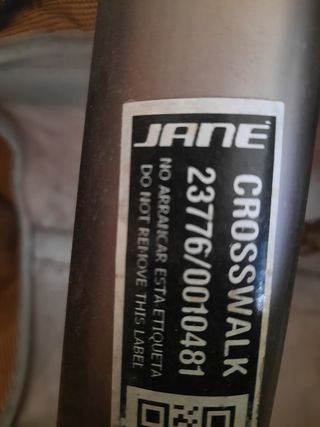 JANÉ
CROSSWALK
23776/0010481
NO ARRANCAR ESTA ETIQUETA
DO NOT REMOVE THIS LABEL